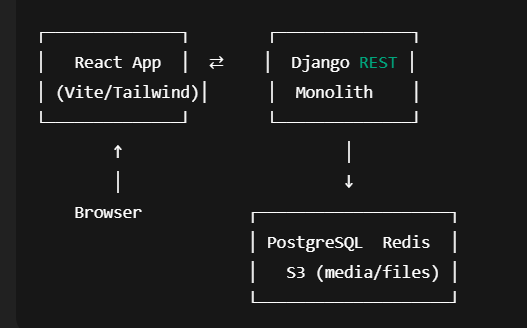 React App ⇄ Django REST
(Vite/Tailwind) Monolith
Browser
PostgreSQL Redis
S3 (media/files)